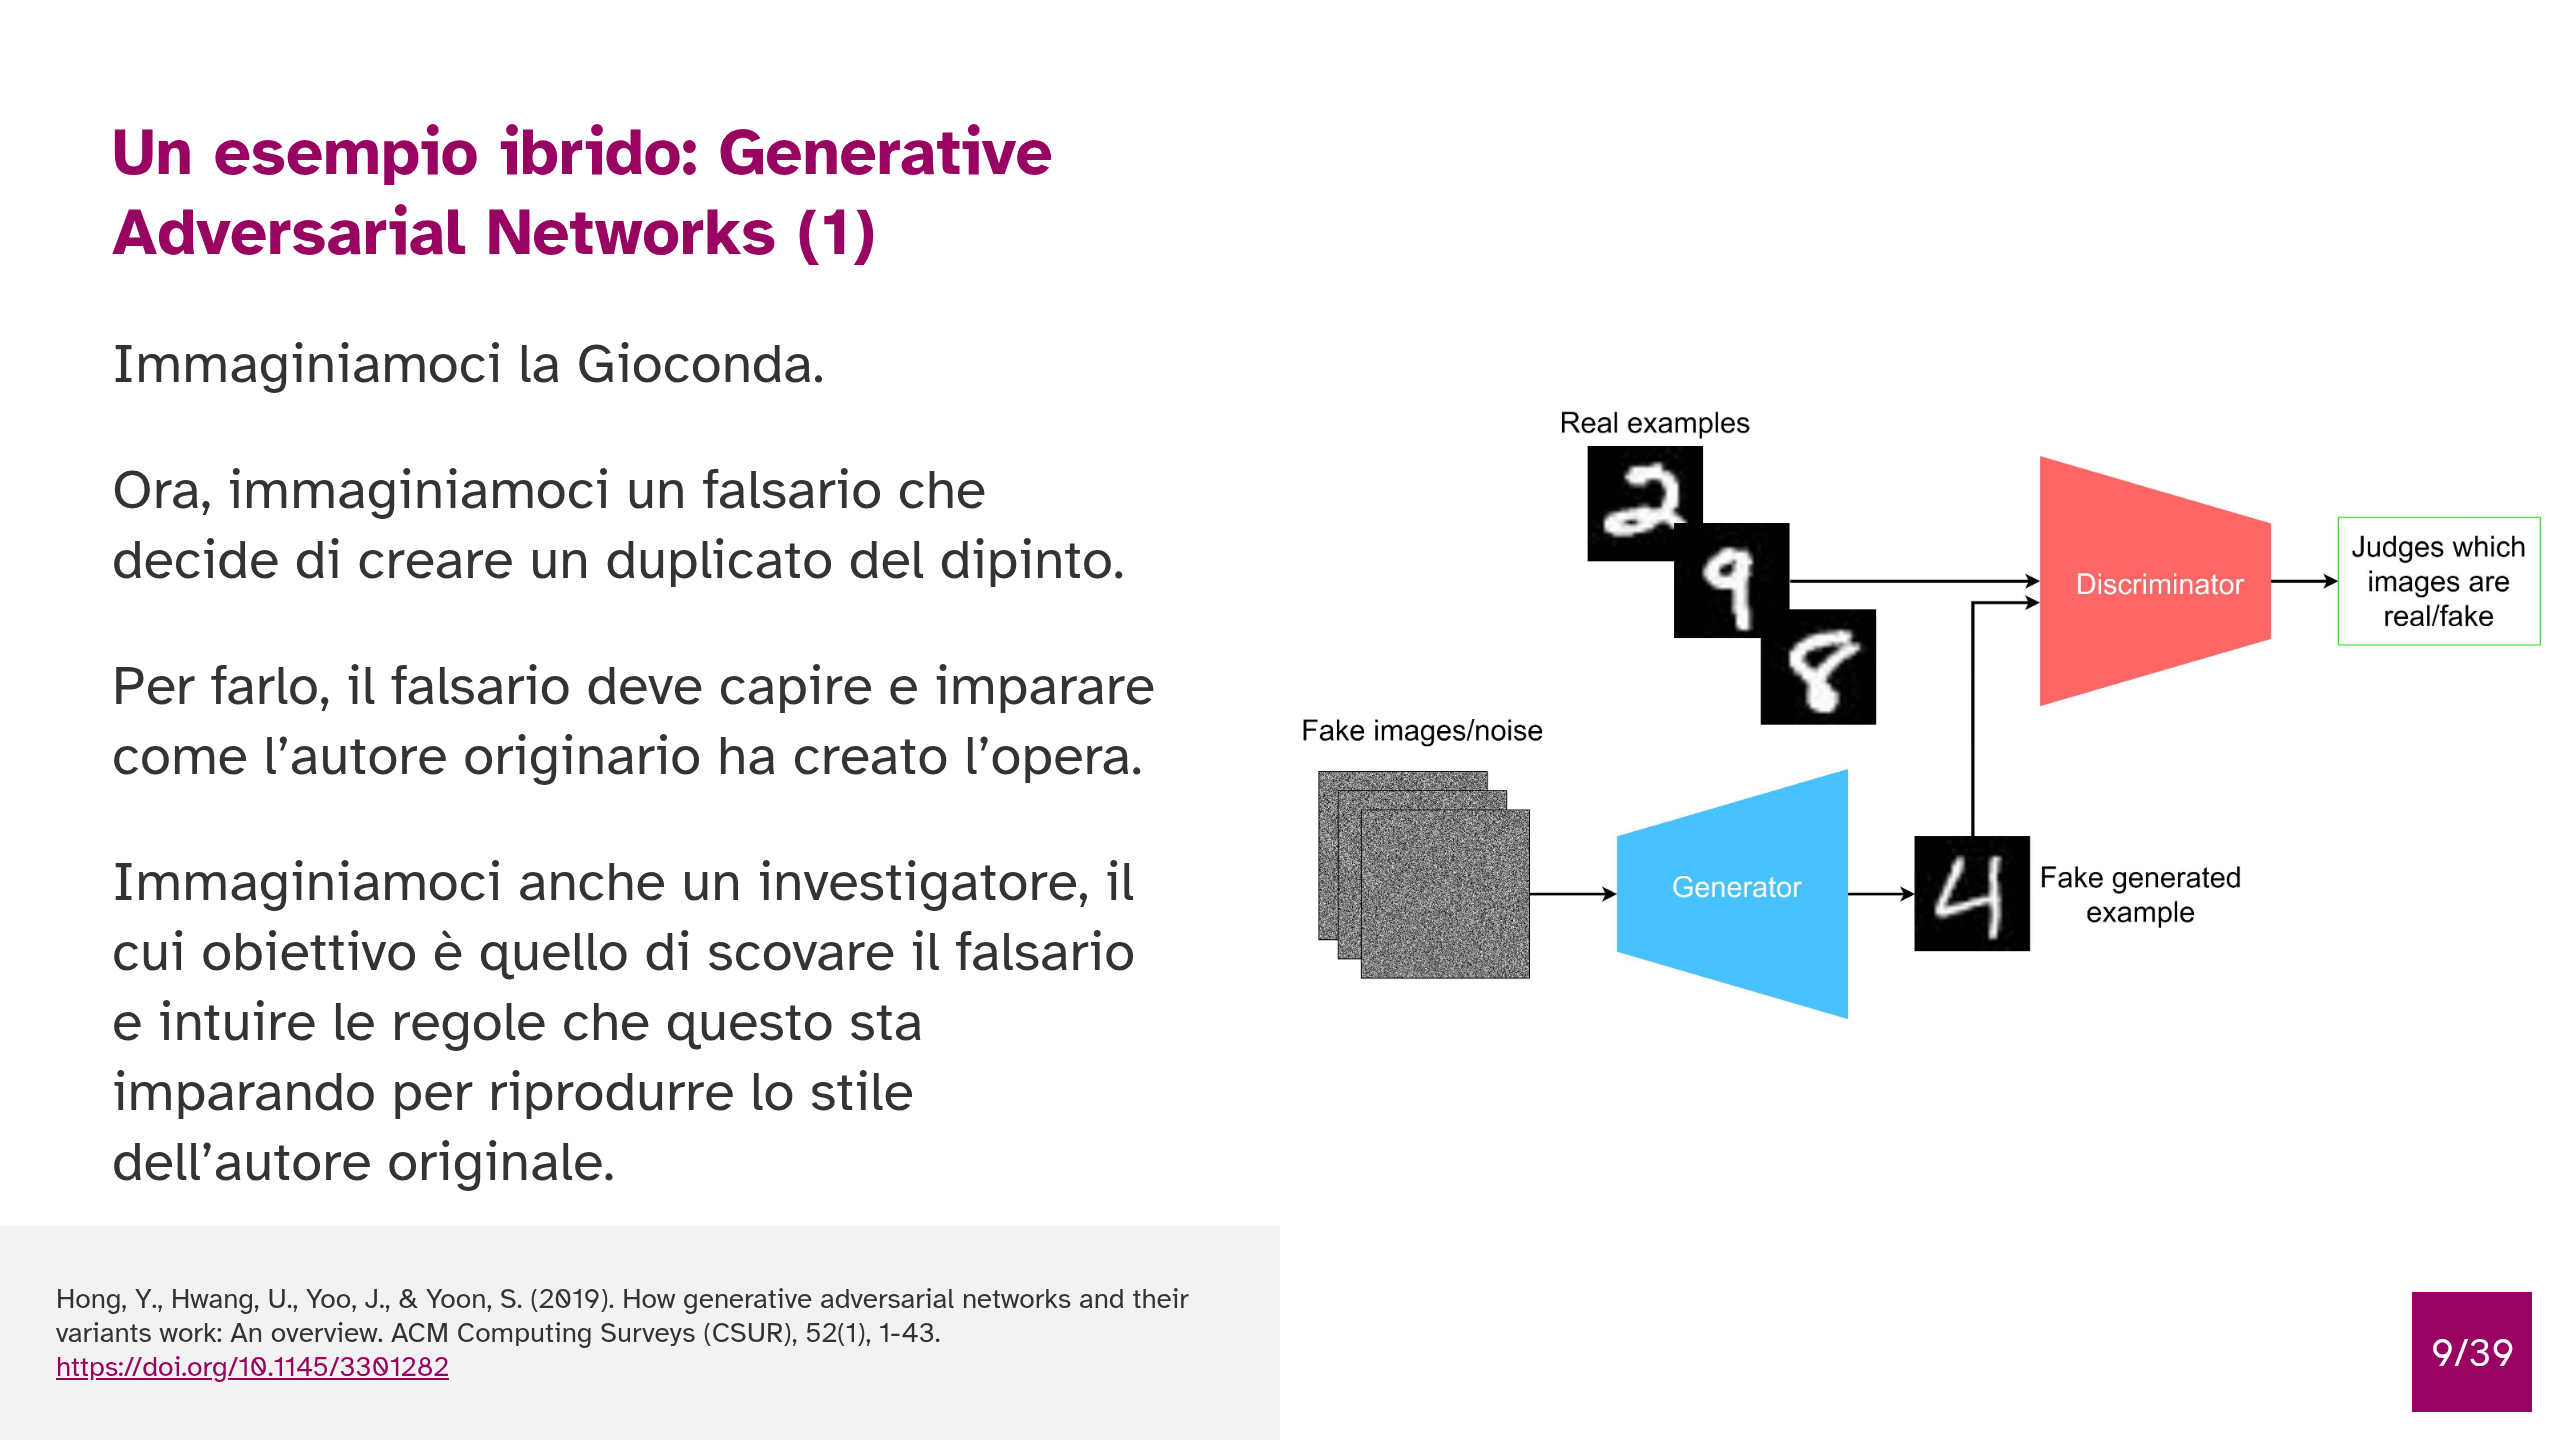 Un esempio ibrido: Generative
Adversarial Networks (1)
Immaginiamoci la Gioconda.
Ora, immaginiamoci un falsario che
decide di creare un duplicato del dipinto.
Per farlo, il falsario deve capire e imparare
come l’autore originario ha creato l’opera.
Immaginiamoci anche un investigatore, il
cui obiettivo è quello di scovare il falsario
e intuire le regole che questo sta
imparando per riprodurre lo stile
dell’autore originale.
Hong, Y., Hwang, U., Yoo, J., & Yoon, S. (2019). How generative adversarial networks and their
variants work: An overview. ACM Computing Surveys (CSUR), 52(1), 1-43.
https://doi.org/10.1145/3301282
Real examples
2
9
8
Discriminator
Judges which
images are
real/fake
Fake images/noise
Generator
4
Fake generated
example
9/39